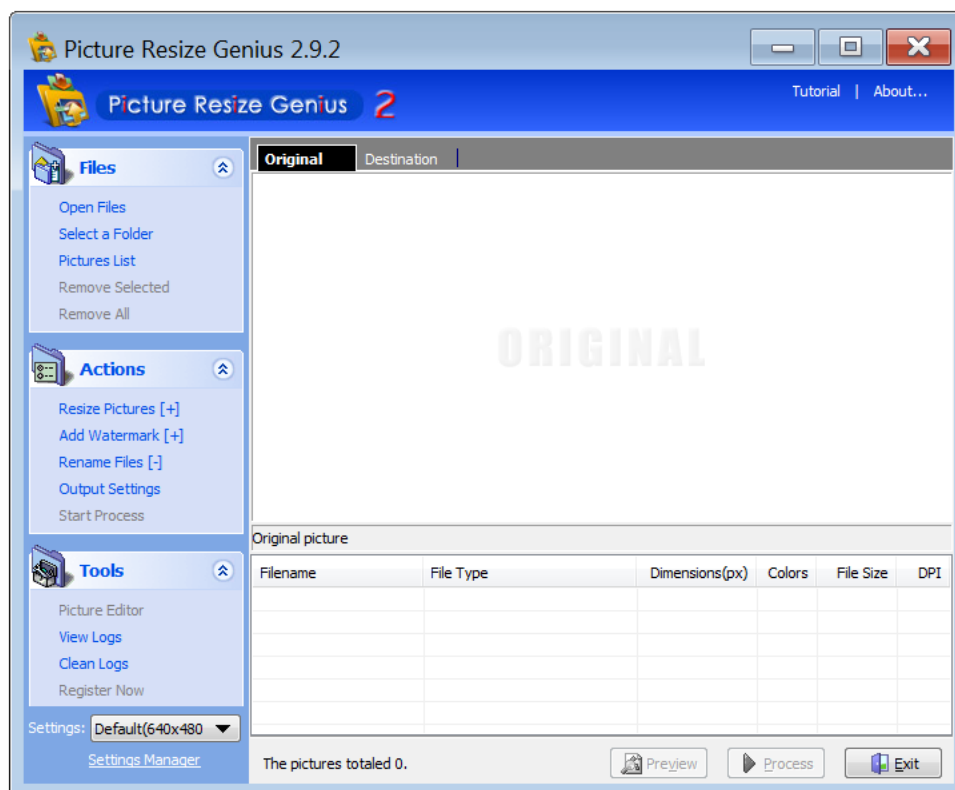 Picture Resize Genius 2.9.2
Picture Resize Genius 2
Tutorial | About...
Files
Open Files
Select a Folder
Pictures List
Remove Selected
Remove All
Actions
Resize Pictures [+]
Add Watermark [+]
Rename Files [-]
Output Settings
Start Process
Tools
Picture Editor
View Logs
Clean Logs
Register Now
Settings: Default(640x480
Settings Manager
Original Destination
ORIGINAL
Original picture
Filename File Type Dimensions(px) Colors File Size DPI
The pictures totaled 0.
Preview Process Exit